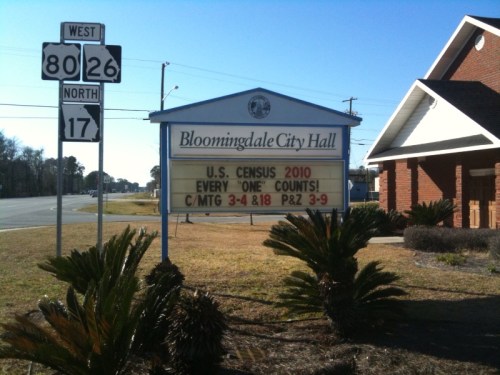 WEST
80 26
NORTH
17
Bloomingdale City Hall
U.S. CENSUS 2010
EVERY "ONE" COUNTS!
C/MTG 3-4 &18 P&Z 3-9